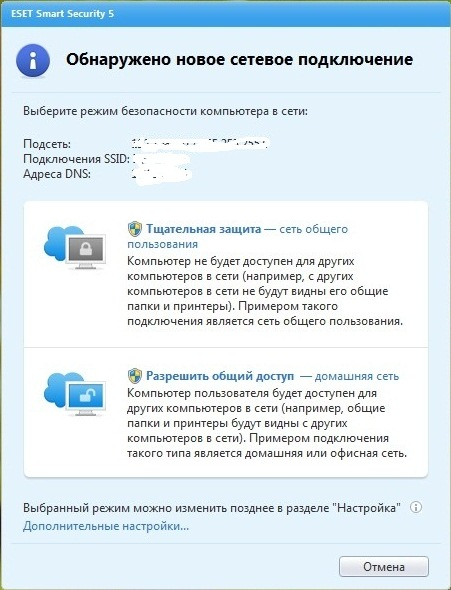 ESET Smart Security 5
Обнаружено новое сетевое подключение
Выберите режим безопасности компьютера в сети:
Подсеть:
Подключения SSID:
Адреса DNS:
Тщательная защита — сеть общего
пользования
Компьютер не будет доступен для других
компьютеров в сети (например, с других
компьютеров в сети не будут видны его общие
папки и принтеры). Примером такого
подключения является сеть общего пользования.
Разрешить общий доступ — домашняя сеть
Компьютер пользователя будет доступен для
других компьютеров в сети (например, общие
папки и принтеры будут видны с других
компьютеров в сети). Примером подключения
такого типа является домашняя или офисная сеть.
Выбранный режим можно изменить позднее в разделе "Настройка"
Дополнительные настройки...
Отмена